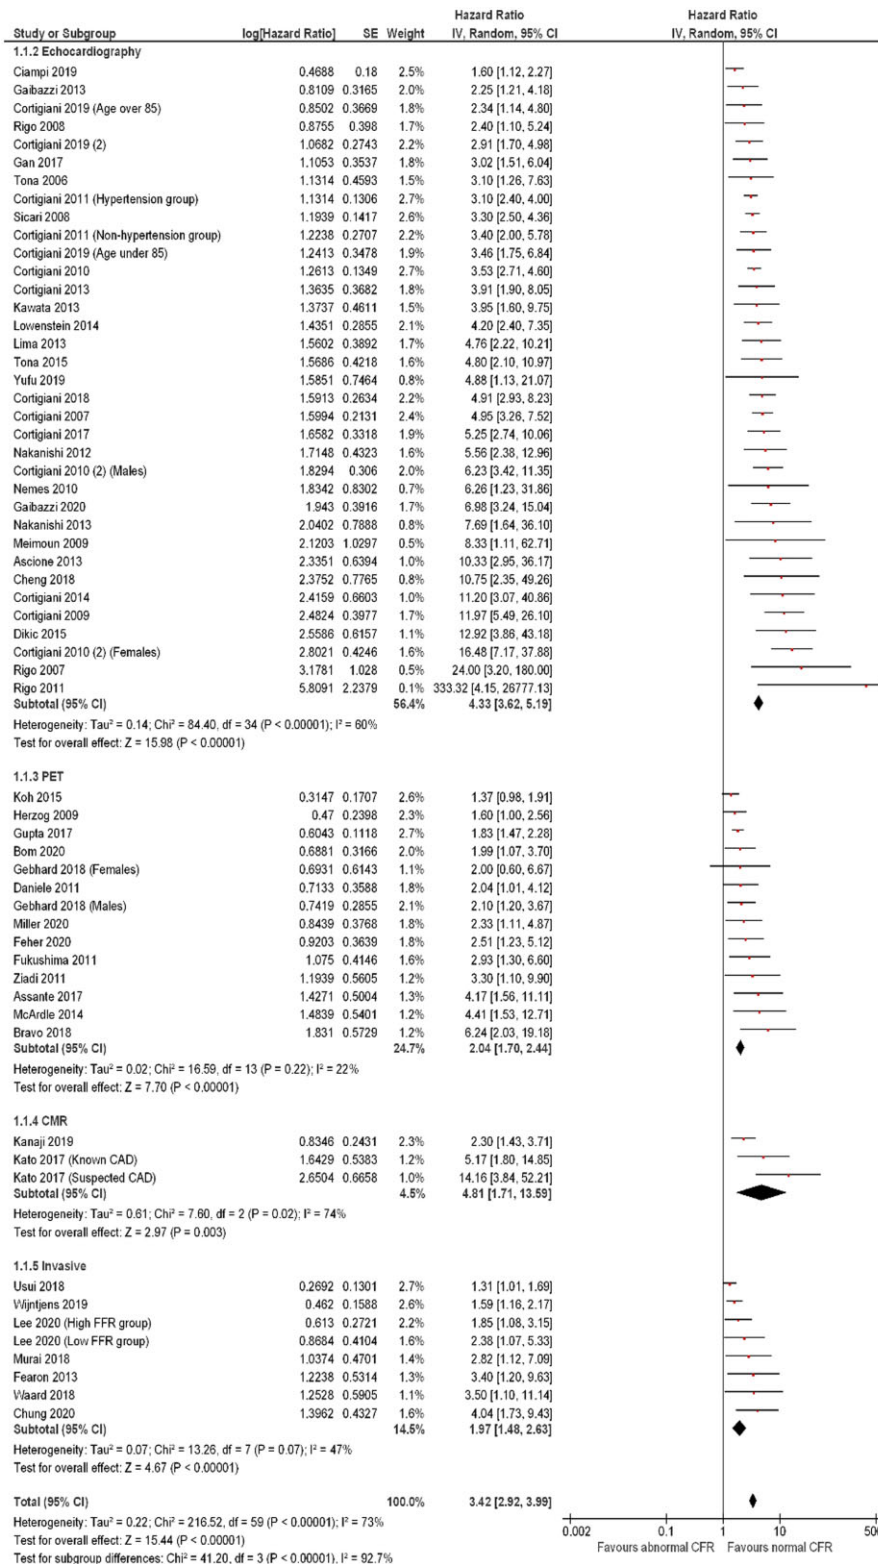 Hazard Ratio Hazard Ratio
Study or Subgroup log[Hazard Ratio] SE Weight IV, Random, 95% CI IV, Random, 95% CI
1.1.2 Echocardiography
Ciampi 2019 0.4688 0.18 2.5% 1.60 [1.12, 2.27]
Gaibazzi 2013 0.8109 0.3165 2.0% 2.25 [1.21, 4.18]
Cortigiani 2019 (Age over 85) 0.8502 0.3669 1.8% 2.34 [1.14, 4.80]
Rigo 2008 0.8755 0.398 1.7% 2.40 [1.10, 5.24]
Cortigiani 2019 (2) 1.0682 0.2743 2.2% 2.91 [1.70, 4.98]
Gan 2017 1.1053 0.3537 1.8% 3.02 [1.51, 6.04]
Tona 2006 1.1314 0.4593 1.5% 3.10 [1.26, 7.63]
Cortigiani 2011 (Hypertension group) 1.1314 0.1306 2.7% 3.10 [2.40, 4.00]
Sicari 2008 1.1939 0.1417 2.6% 3.30 [2.50, 4.36]
Cortigiani 2011 (Non-hypertension group) 1.2238 0.2707 2.2% 3.40 [2.00, 5.78]
Cortigiani 2019 (Age under 85) 1.2413 0.3478 1.9% 3.46 [1.75, 6.84]
Cortigiani 2010 1.2613 0.1349 2.7% 3.53 [2.71, 4.60]
Cortigiani 2013 1.3635 0.3682 1.8% 3.91 [1.90, 8.05]
Kawata 2013 1.3737 0.4611 1.5% 3.95 [1.60, 9.75]
Lowenstein 2014 1.4351 0.2855 2.1% 4.20 [2.40, 7.35]
Lima 2013 1.5602 0.3892 1.7% 4.76 [2.22, 10.21]
Tona 2015 1.5686 0.4218 1.6% 4.80 [2.10, 10.97]
Yufu 2019 1.5851 0.7464 0.8% 4.88 [1.13, 21.07]
Cortigiani 2018 1.5913 0.2634 2.2% 4.91 [2.93, 8.23]
Cortigiani 2007 1.5994 0.2131 2.4% 4.95 [3.26, 7.52]
Cortigiani 2017 1.6582 0.3318 1.9% 5.25 [2.74, 10.06]
Nakanishi 2012 1.7148 0.4323 1.6% 5.56 [2.38, 12.96]
Cortigiani 2010 (2) (Males) 1.8294 0.306 2.0% 6.23 [3.42, 11.35]
Nemes 2010 1.8342 0.8302 0.7% 6.26 [1.23, 31.86]
Gaibazzi 2020 1.943 0.3916 1.7% 6.98 [3.24, 15.04]
Nakanishi 2013 2.0402 0.7888 0.8% 7.69 [1.64, 36.10]
Meimoun 2009 2.1203 1.0297 0.5% 8.33 [1.11, 62.71]
Ascione 2013 2.3351 0.6394 1.0% 10.33 [2.95, 36.17]
Cheng 2018 2.3752 0.7765 0.8% 10.75 [2.35, 49.26]
Cortigiani 2014 2.4159 0.6603 1.0% 11.20 [3.07, 40.86]
Cortigiani 2009 2.4824 0.3977 1.7% 11.97 [5.49, 26.10]
Dikic 2015 2.5586 0.6157 1.1% 12.92 [3.86, 43.18]
Cortigiani 2010 (2) (Females) 2.8021 0.4246 1.6% 16.48 [7.17, 37.88]
Rigo 2007 3.1781 1.028 0.5% 24.00 [3.20, 180.00]
Rigo 2011 5.8091 2.2379 0.1% 333.32 [4.15, 26777.13]
Subtotal (95% CI) 56.4% 4.33 [3.62, 5.19]
Heterogeneity: Tau² = 0.14; Chi² = 84.40, df = 34 (P < 0.00001); I² = 60%
Test for overall effect: Z = 15.98 (P < 0.00001)
1.1.3 PET
Koh 2015 0.3147 0.1707 2.6% 1.37 [0.98, 1.91]
Herzog 2009 0.47 0.2398 2.3% 1.60 [1.00, 2.56]
Gupta 2017 0.6043 0.1118 2.7% 1.83 [1.47, 2.28]
Bom 2020 0.6881 0.3166 2.0% 1.99 [1.07, 3.70]
Gebhard 2018 (Females) 0.6931 0.6143 1.1% 2.00 [0.60, 6.67]
Daniele 2011 0.7133 0.3588 1.8% 2.04 [1.01, 4.12]
Gebhard 2018 (Males) 0.7419 0.2855 2.1% 2.10 [1.20, 3.67]
Miller 2020 0.8439 0.3768 1.8% 2.33 [1.11, 4.87]
Feher 2020 0.9203 0.3639 1.8% 2.51 [1.23, 5.12]
Fukushima 2011 1.075 0.4146 1.6% 2.93 [1.30, 6.60]
Ziadi 2011 1.1939 0.5605 1.2% 3.30 [1.10, 9.90]
Assante 2017 1.4271 0.5004 1.3% 4.17 [1.56, 11.11]
McArdle 2014 1.4839 0.5401 1.2% 4.41 [1.53, 12.71]
Bravo 2018 1.831 0.5729 1.2% 6.24 [2.03, 19.18]
Subtotal (95% CI) 24.7% 2.04 [1.70, 2.44]
Heterogeneity: Tau² = 0.02; Chi² = 16.59, df = 13 (P = 0.22); I² = 22%
Test for overall effect: Z = 7.70 (P < 0.00001)
1.1.4 CMR
Kanaji 2019 0.8346 0.2431 2.3% 2.30 [1.43, 3.71]
Kato 2017 (Known CAD) 1.6429 0.5383 1.2% 5.17 [1.80, 14.85]
Kato 2017 (Suspected CAD) 2.6504 0.6658 1.0% 14.16 [3.84, 52.21]
Subtotal (95% CI) 4.5% 4.81 [1.71, 13.59]
Heterogeneity: Tau² = 0.61; Chi² = 7.60, df = 2 (P = 0.02); I² = 74%
Test for overall effect: Z = 2.97 (P = 0.003)
1.1.5 Invasive
Usui 2018 0.2692 0.1301 2.7% 1.31 [1.01, 1.69]
Wijntjens 2019 0.462 0.1588 2.6% 1.59 [1.16, 2.17]
Lee 2020 (High FFR group) 0.613 0.2721 2.2% 1.85 [1.08, 3.15]
Lee 2020 (Low FFR group) 0.8684 0.4104 1.6% 2.38 [1.07, 5.33]
Murai 2018 1.0374 0.4701 1.4% 2.82 [1.12, 7.09]
Fearon 2013 1.2238 0.5314 1.3% 3.40 [1.20, 9.63]
Waard 2018 1.2528 0.5905 1.1% 3.50 [1.10, 11.14]
Chung 2020 1.3962 0.4327 1.6% 4.04 [1.73, 9.43]
Subtotal (95% CI) 14.5% 1.97 [1.48, 2.63]
Heterogeneity: Tau² = 0.07; Chi² = 13.26, df = 7 (P = 0.07); I² = 47%
Test for overall effect: Z = 4.67 (P < 0.00001)
Total (95% CI) 100.0% 3.42 [2.92, 3.99]
Heterogeneity: Tau² = 0.22; Chi² = 216.52, df = 59 (P < 0.00001); I² = 73%
0.002 0.1 1 10 500
Test for overall effect: Z = 15.44 (P < 0.00001)
Favours abnormal CFR Favours normal CFR
Test for subgroup differences: Chi² = 41.20, df = 3 (P < 0.00001), I² = 92.7%